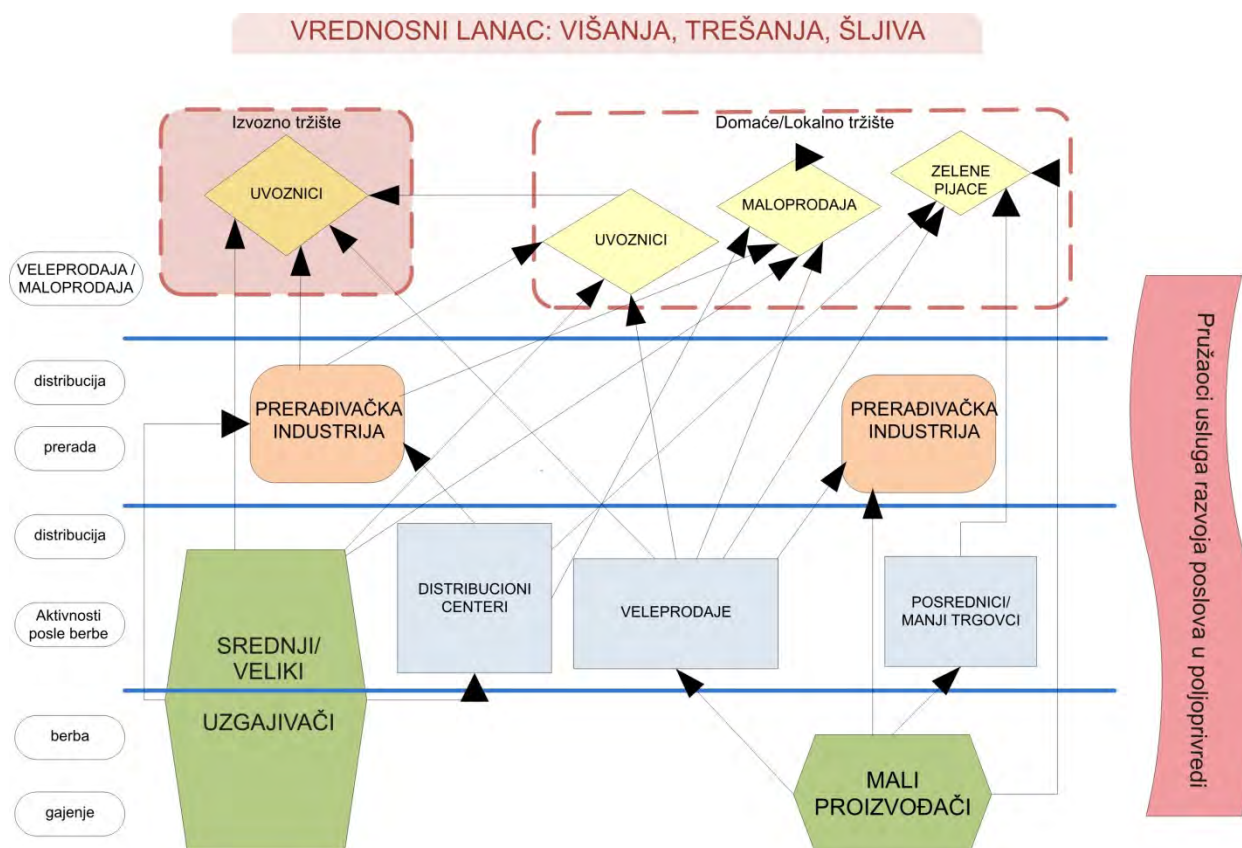 VREDNOSNI LANAC: VIŠANJA, TREŠANJA, ŠLJIVA
Izvozno tržište
Domaće/Lokalno tržište
UVOZNICI
UVOZNICI
MALOPRODAJA
ZELENE
PIJACE
VELEPRODAJA /
MALOPRODAJA
distribucija
prerada
PRERAĐIVAČKA
INDUSTRIJA
PRERAĐIVAČKA
INDUSTRIJA
distribucija
Aktivnosti
posle berbe
SREDNJI/
VELIKI
UZGAJIVAČI
DISTRIBUCIONI
CENTERI
VELEPRODAJE
POSREDNICI/
MANJI TRGOVCI
berba
gajenje
MALI
PROIZVOĐAČI
Pružaoci usluga razvoja poslova u poljoprivredi